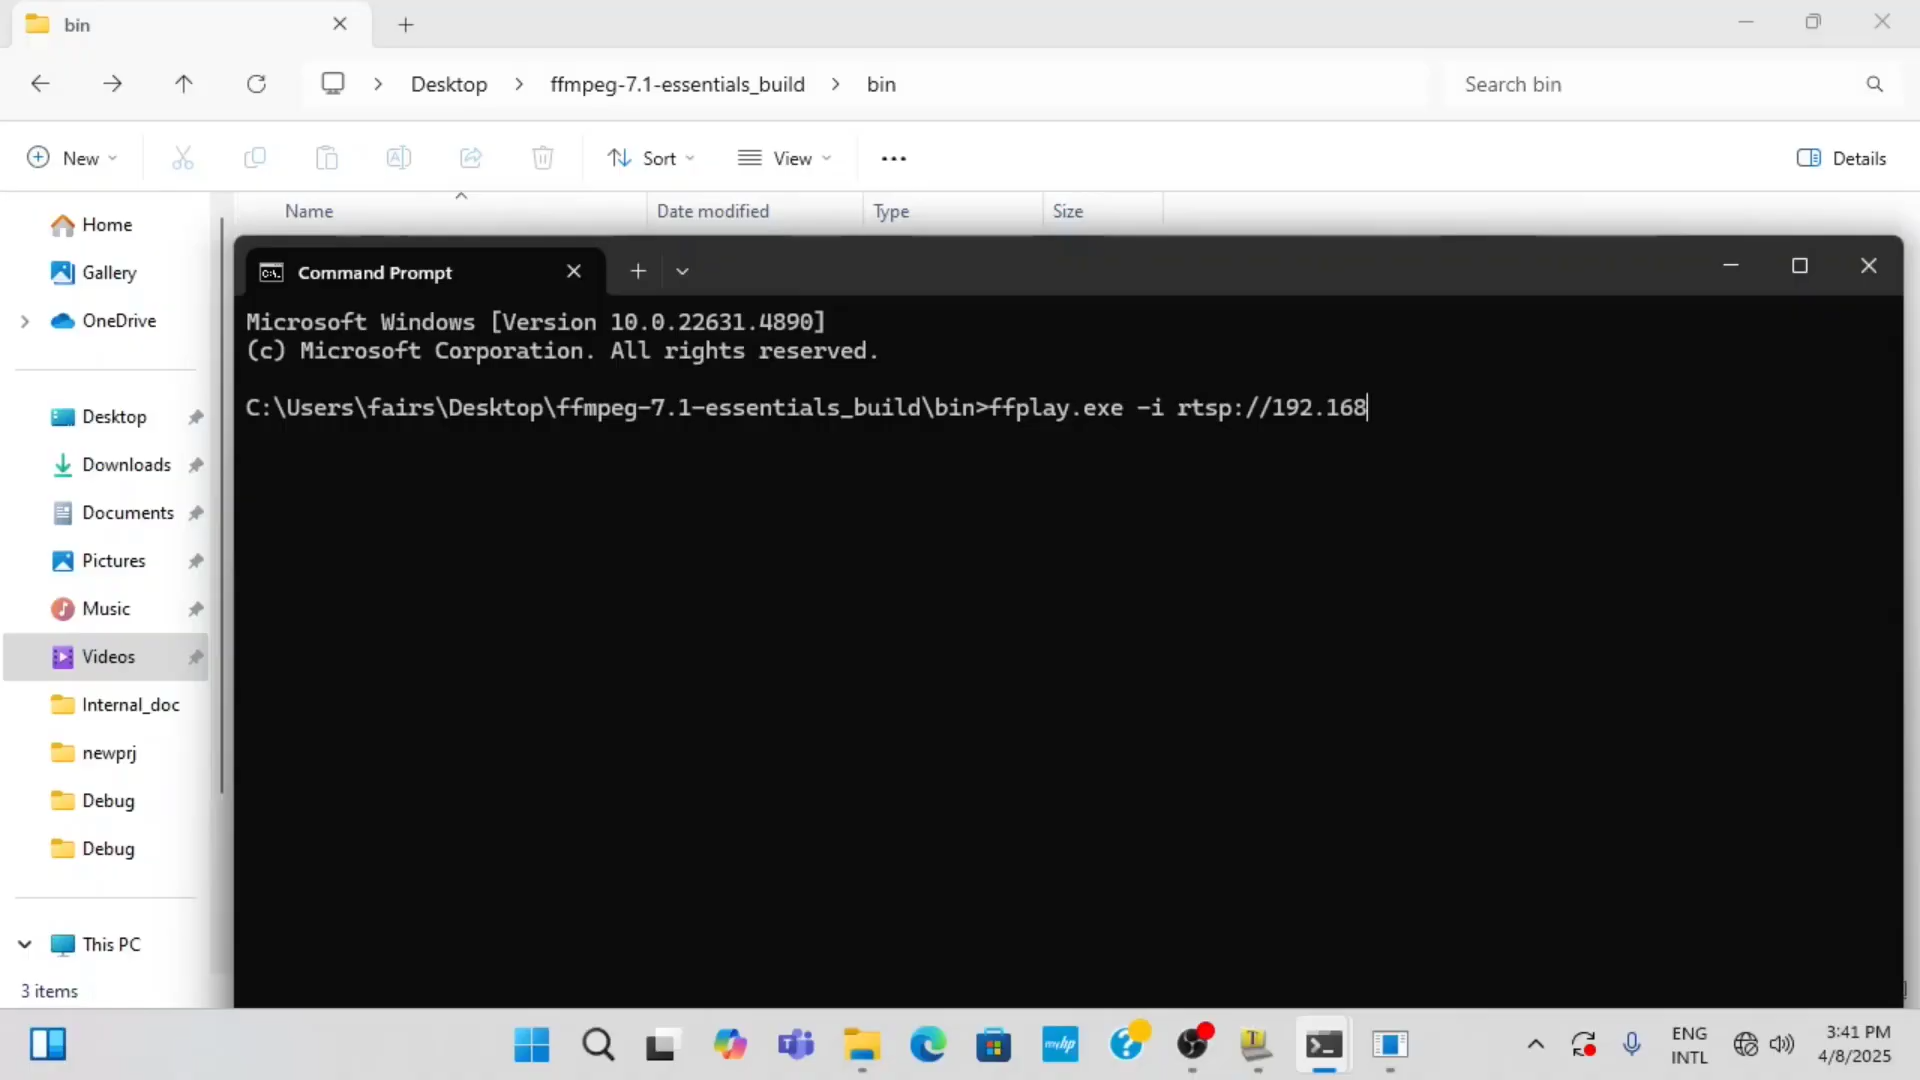 bin
Desktop > ffmpeg-7.1-essentials_build > bin
Search bin
New
Sort
View
Details
Name
Date modified
Type
Size
Home
Gallery
OneDrive
Desktop
Downloads
Documents
Pictures
Music
Videos
Internal_doc
newprj
Debug
Debug
This PC
3 items
Command Prompt
Microsoft Windows [Version 10.0.22631.4890]
(c) Microsoft Corporation. All rights reserved.
C:\Users\fairs\Desktop\ffmpeg-7.1-essentials_build\bin>ffplay.exe -i rtsp://192.168
myhp
ENG
INTL
3:41 PM
4/8/2025